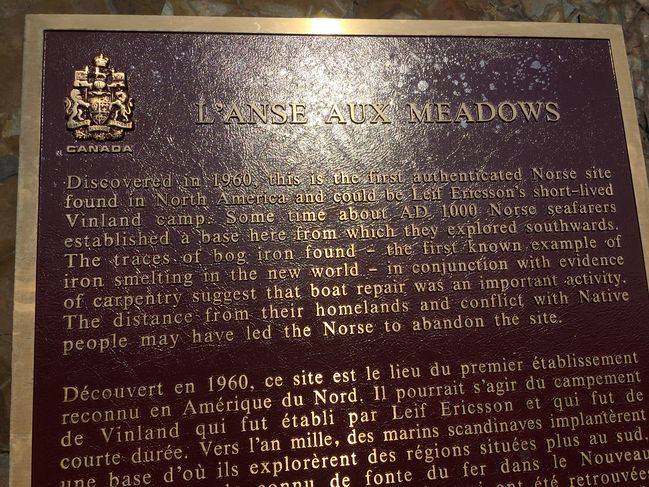 CANADA
L'ANSE AUX MEADOWS
Discovered in 1960, this is the first authenticated Norse site
found in North America and could be Leif Ericsson's short-lived
Vinland camp. Some time about AD 1000 Norse seafarers
established a base here from which they explored southwards.
The traces of bog iron found – the first known example of
iron smelting in the new world – in conjunction with evidence
of carpentry suggest that boat repair was an important activity.
The distance from their homelands and conflict with Native
people may have led the Norse to abandon the site.
Découvert en 1960, ce site est le lieu du premier établissement
reconnu en Amérique du Nord. Il pourrait s'agir du campement
de Vinland qui fut établi par Leif Ericsson et qui fut de
courte durée. Vers l'an mille, des marins scandinaves implantèrent
une base d'où ils explorèrent des régions situées plus au sud.
connu de fonte du fer dans le Nouveau
ont été retrouvées